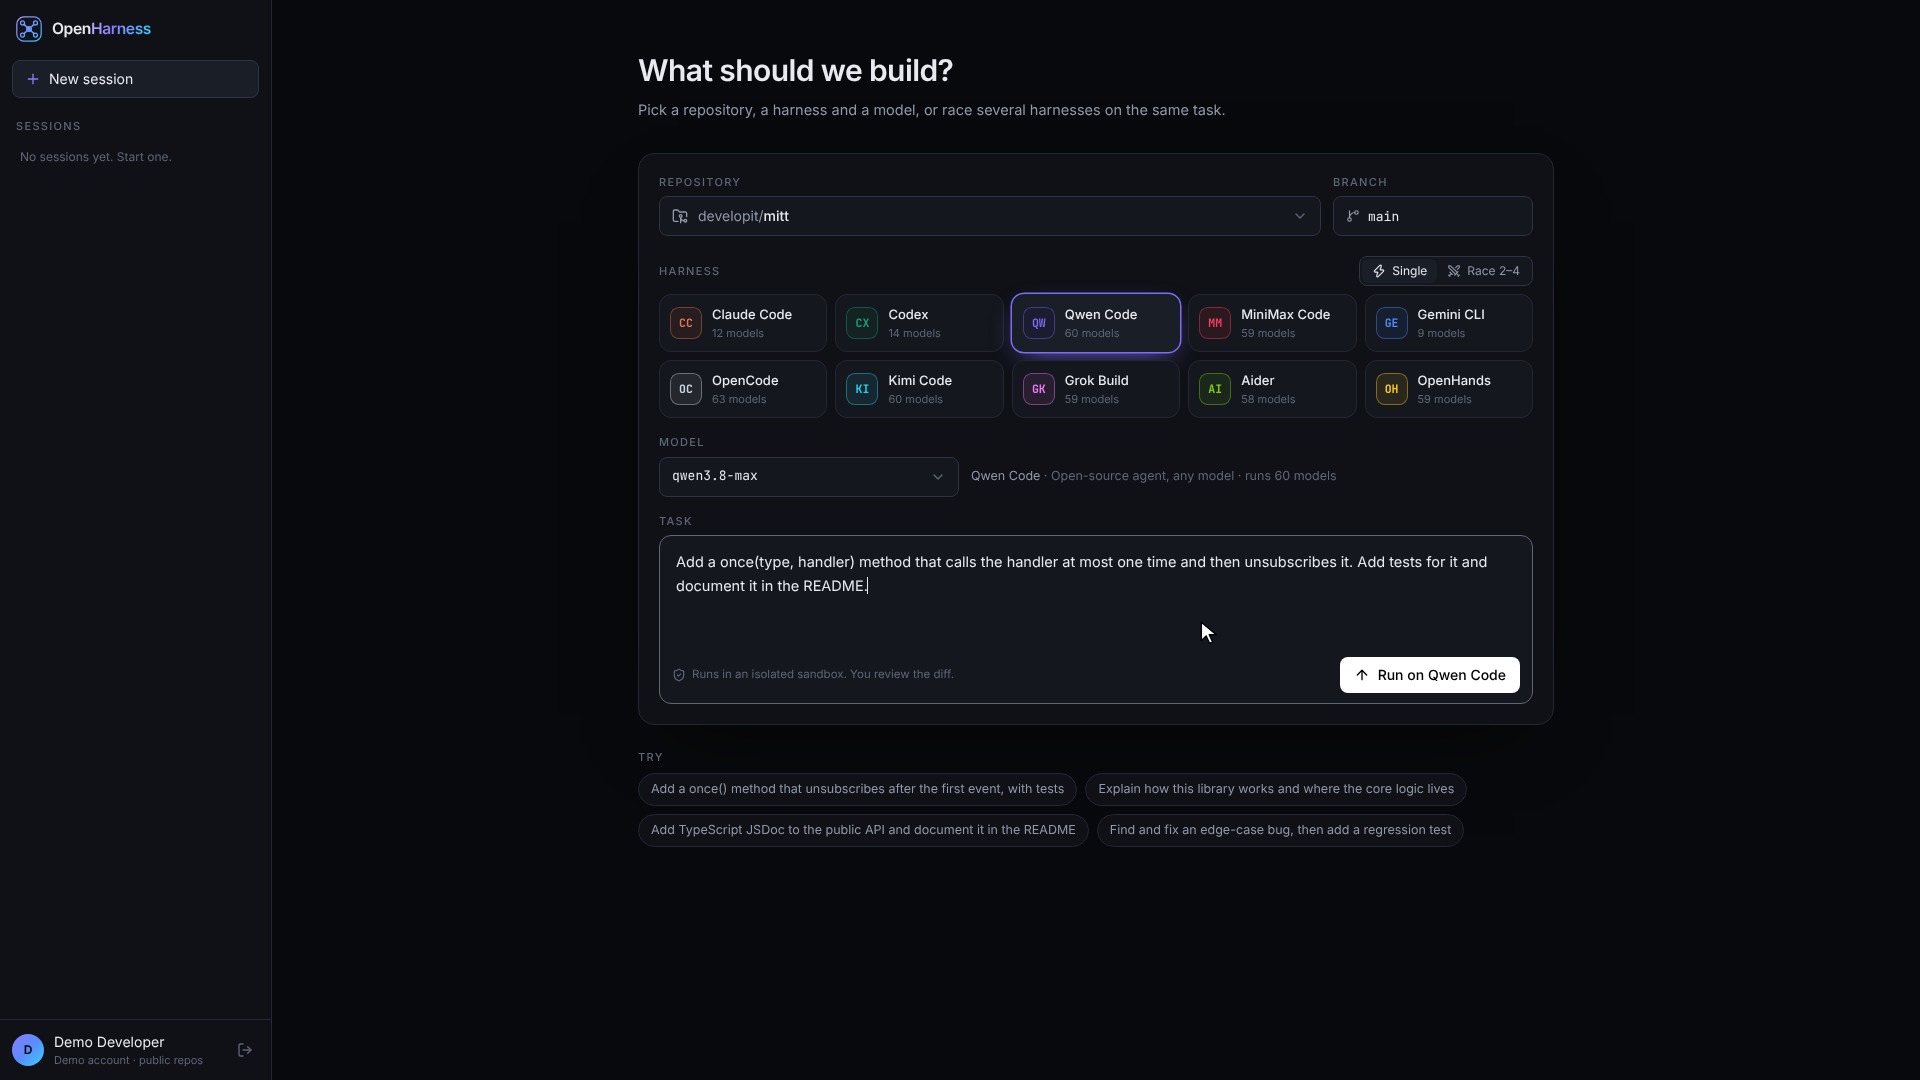 OpenHarness
New session
SESSIONS
No sessions yet. Start one.
What should we build?
Pick a repository, a harness and a model, or race several harnesses on the same task.
REPOSITORY
BRANCH
developit/mitt
main
HARNESS
Single
Race 2–4
CC
Claude Code
12 models
CX
Codex
14 models
QW
Qwen Code
60 models
MM
MiniMax Code
59 models
GE
Gemini CLI
9 models
OC
OpenCode
63 models
KI
Kimi Code
60 models
GK
Grok Build
59 models
AI
Aider
58 models
OH
OpenHands
59 models
MODEL
qwen3.8-max
Qwen Code · Open-source agent, any model · runs 60 models
TASK
Add a once(type, handler) method that calls the handler at most one time and then unsubscribes it. Add tests for it and
document it in the README.
Runs in an isolated sandbox. You review the diff.
Run on Qwen Code
TRY
Add a once() method that unsubscribes after the first event, with tests
Explain how this library works and where the core logic lives
Add TypeScript JSDoc to the public API and document it in the README
Find and fix an edge-case bug, then add a regression test
D
Demo Developer
Demo account · public repos